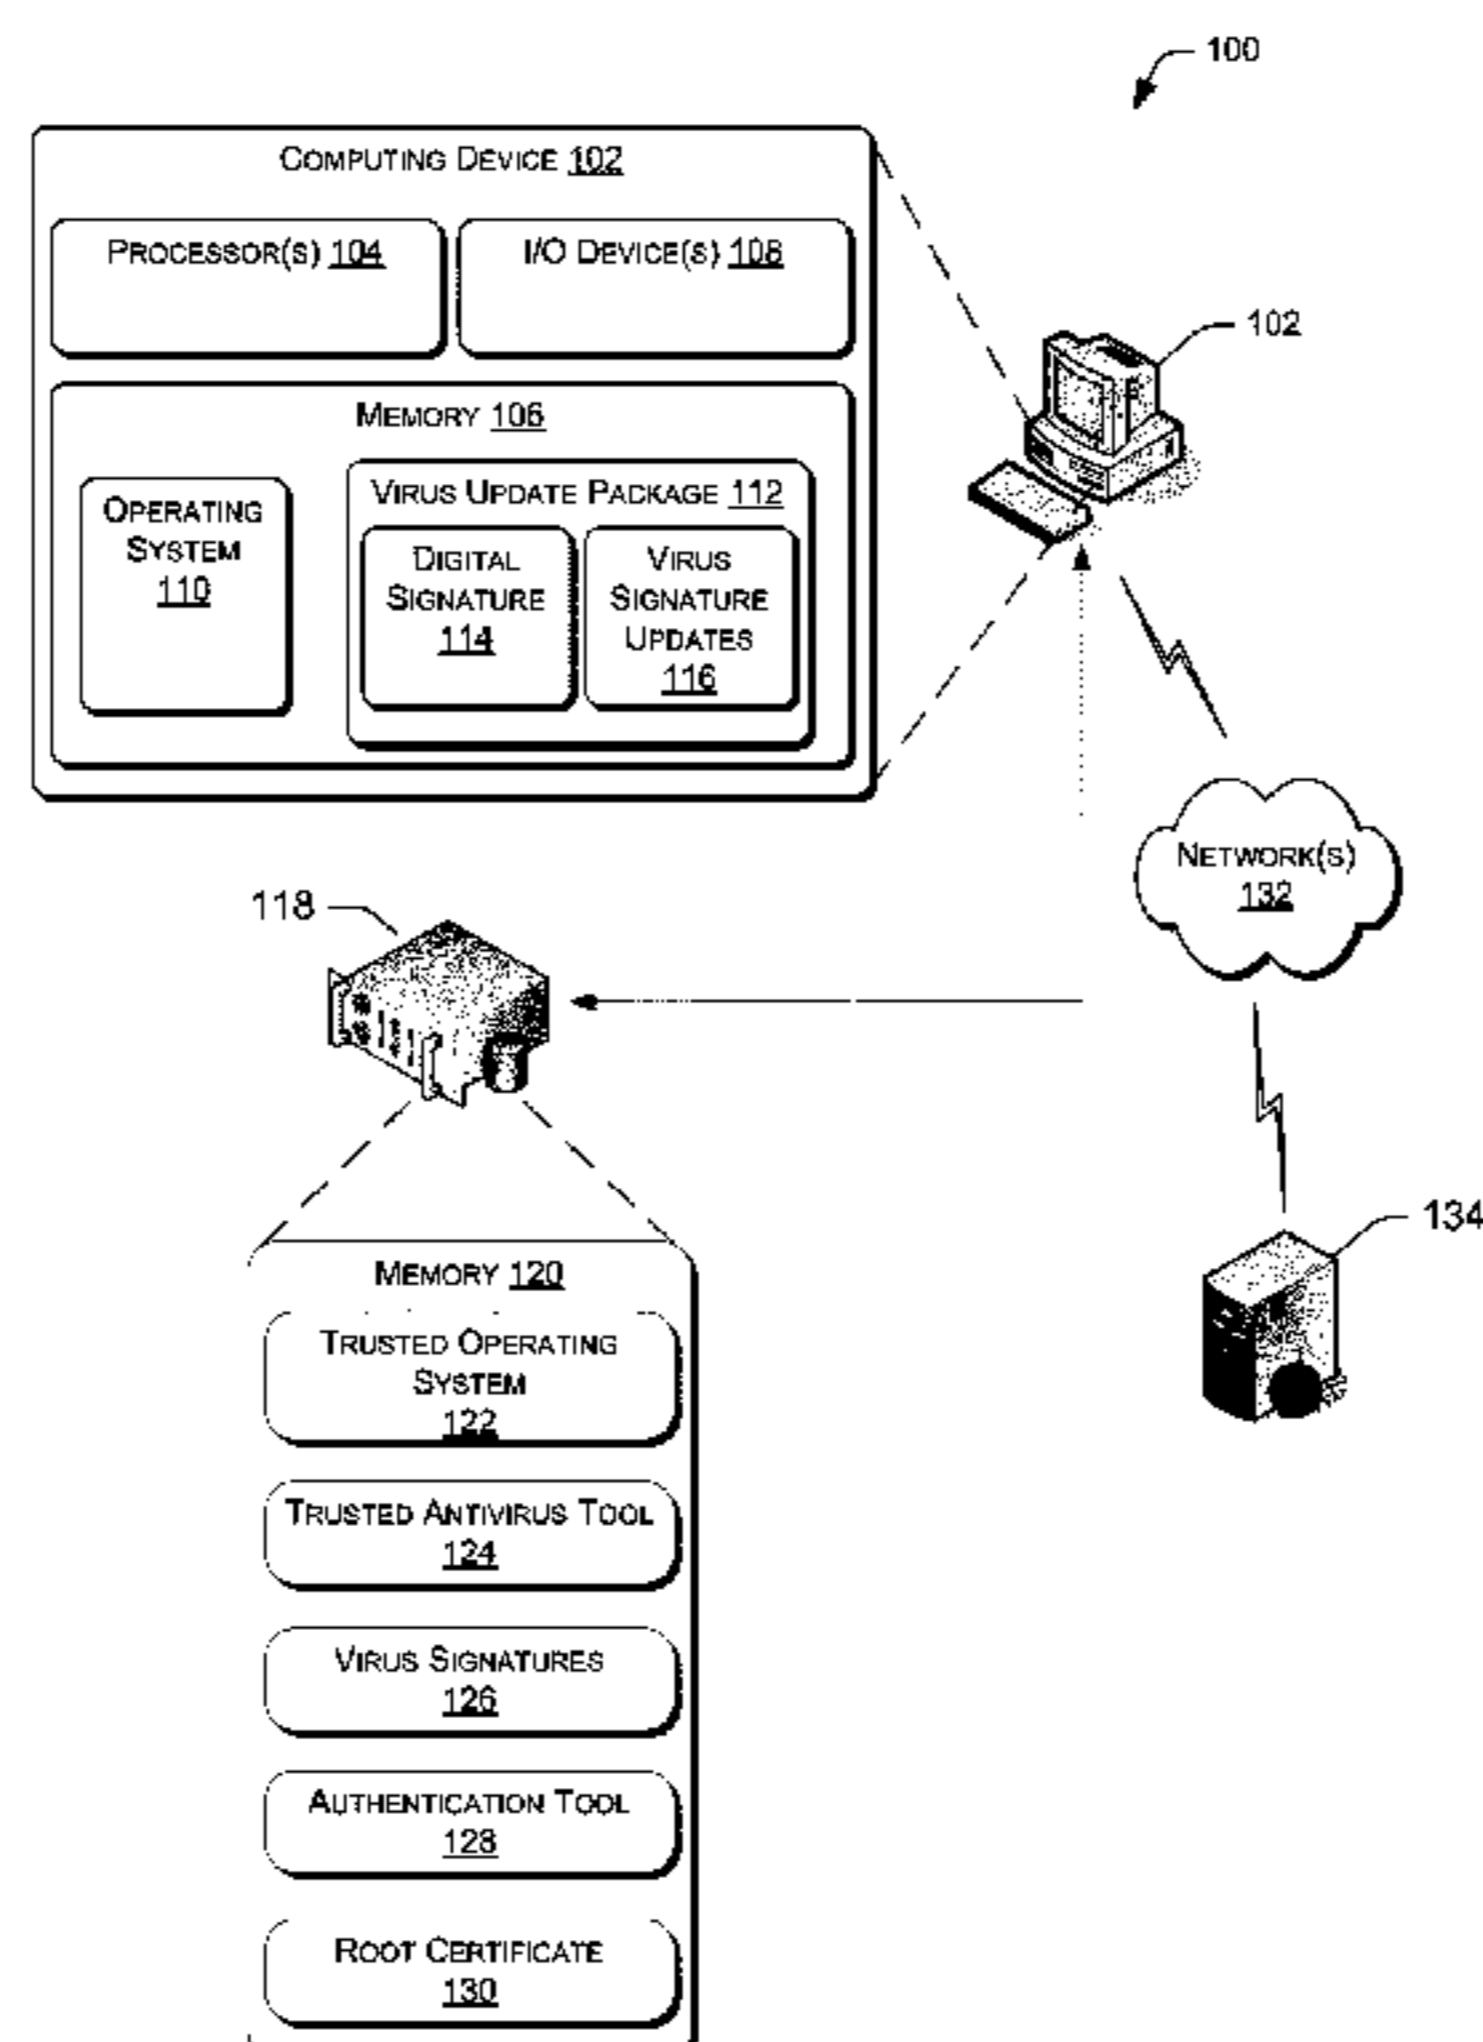 100
COMPUTING DEVICE 102
PROCESSOR(S) 104
I/O DEVICE(S) 108
102
MEMORY 106
OPERATING
SYSTEM
110
VIRUS UPDATE PACKAGE 112
DIGITAL
SIGNATURE
114
VIRUS
SIGNATURE
UPDATES
116
NETWORK(S)
132
118
134
MEMORY 120
TRUSTED OPERATING
SYSTEM
122
TRUSTED ANTIVIRUS TOOL
124
VIRUS SIGNATURES
126
AUTHENTICATION TOOL
128
ROOT CERTIFICATE
130